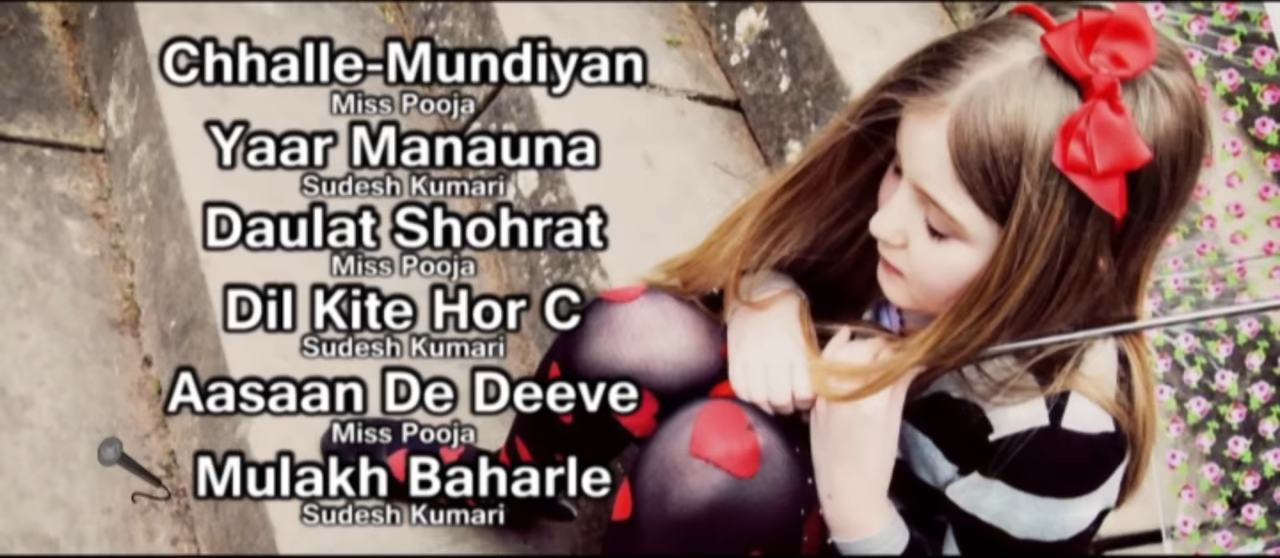 Chhalle-Mundiyan
Miss Pooja
Yaar Manauna
Sudesh Kumari
Daulat Shohrat
Miss Pooja
Dil Kite Hor C
Sudesh Kumari
Aasaan De Deeve
Miss Pooja
Mulakh Baharle
Sudesh Kumari